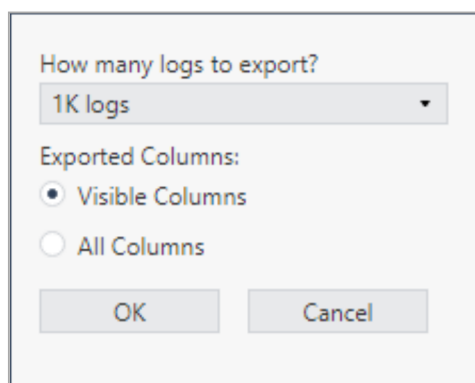 How many logs to export?
1K logs
Exported Columns:
Visible Columns
All Columns
OK
Cancel